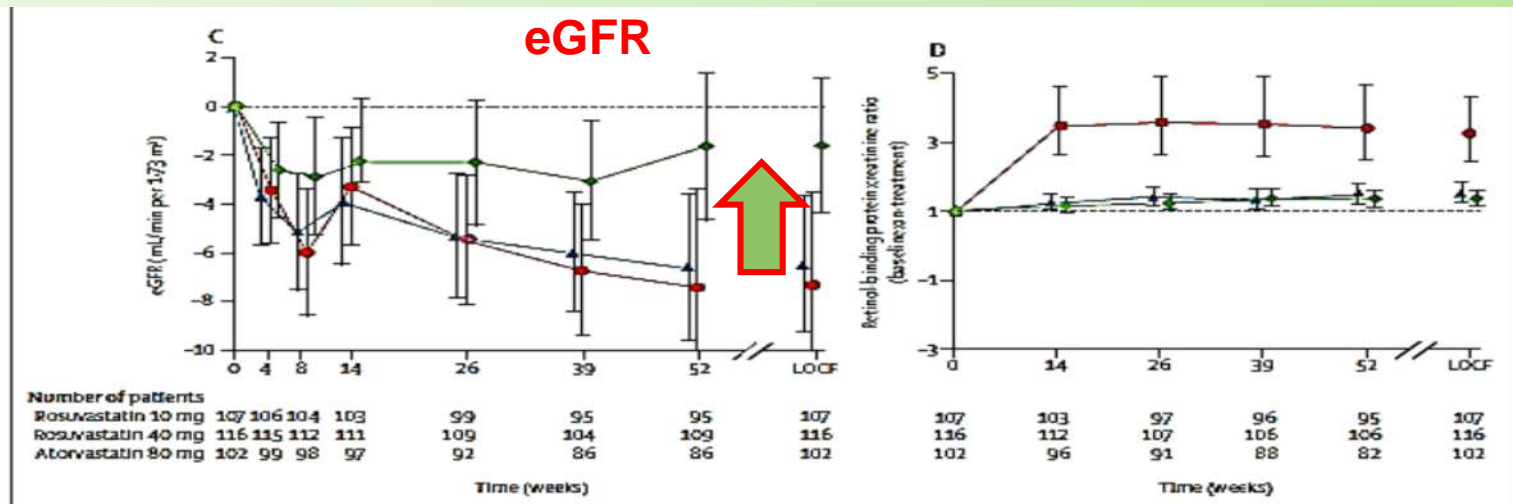 eGFR
C
2
0
−2
−4
−6
−8
−10
eGFR (mL/min per 1·73 m²)
0 4 8 14 26 39 52 LOCF
D
5
3
1
−1
−3
Retinol binding protein:creatinine ratio
(baseline:on-treatment)
0 14 26 39 52 LOCF
Number of patients
Rosuvastatin 10 mg 107 106 104 103 99 95 95 107 107 103 97 96 95 107
Rosuvastatin 40 mg 116 115 112 111 109 104 109 116 116 112 107 106 106 116
Atorvastatin 80 mg 102 99 98 97 92 86 86 102 102 96 91 88 82 102
Time (weeks) Time (weeks)